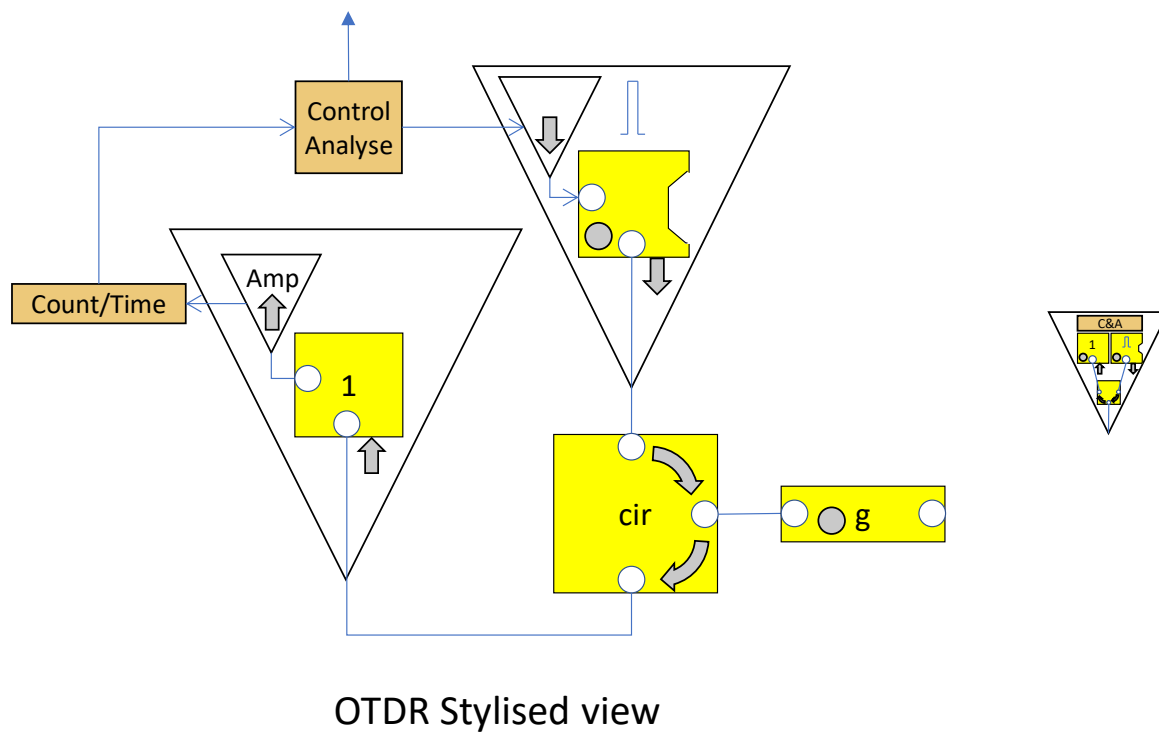 Control
Analyse
Amp
Count/Time
1
cir
g
C&A
1
OTDR Stylised view